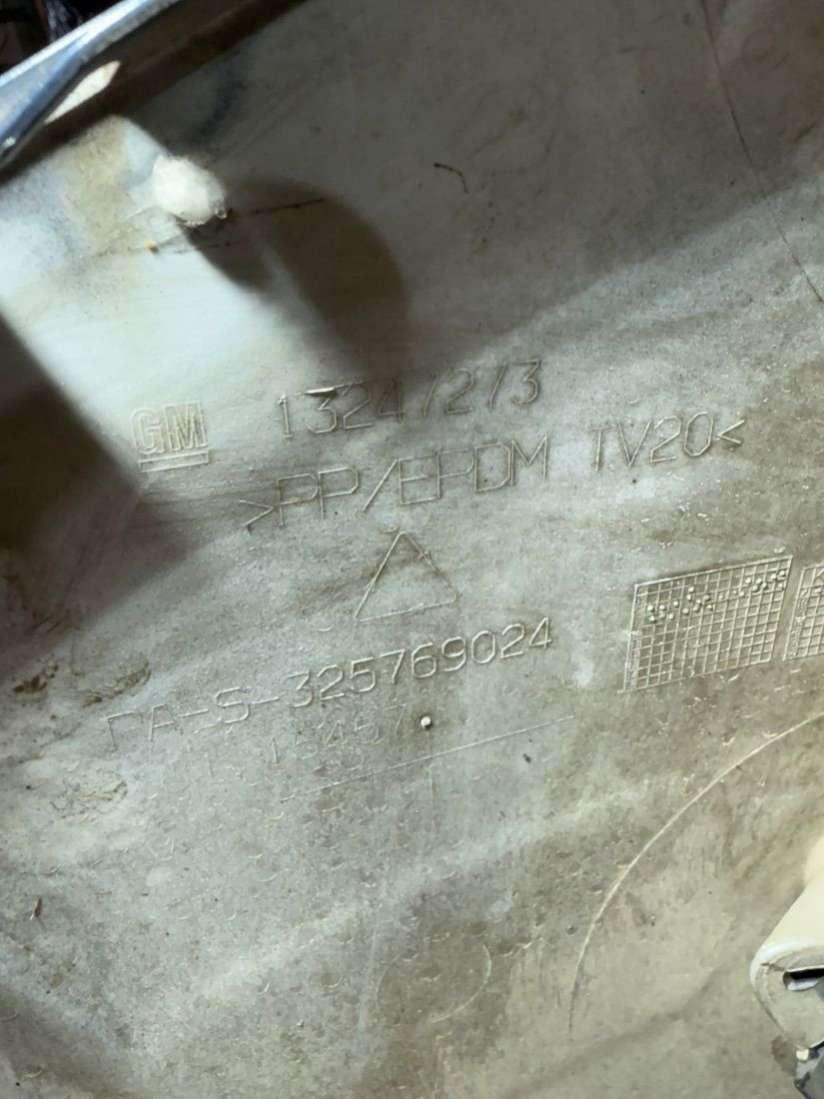 GM 13247273
>PP/EPDM TV20<
PA-S-325769024